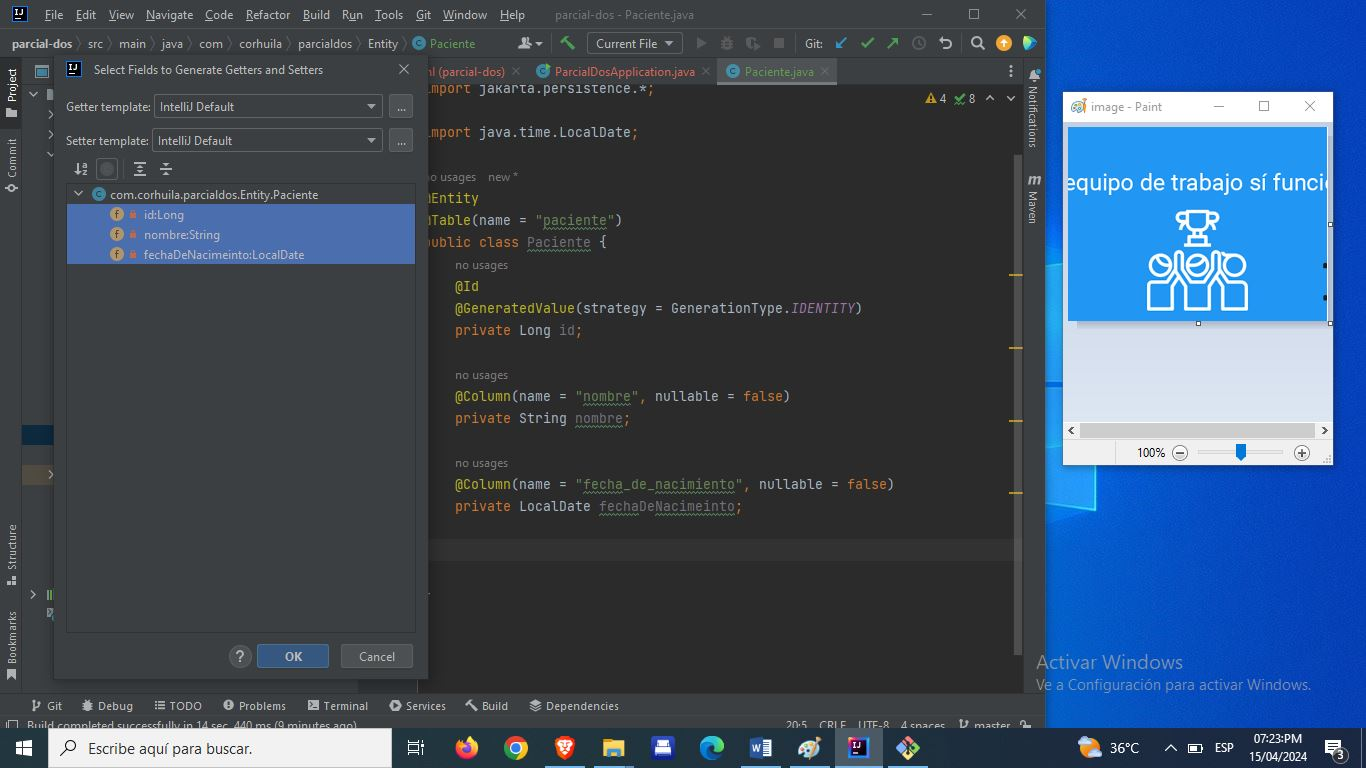 File Edit View Navigate Code Refactor Build Run Tools Git Window Help parcial-dos - Paciente.java
parcial-dos src main java com corhuila parcialdos Entity Paciente
Current File
Git:
Project
Commit
Structure
Bookmarks
Select Fields to Generate Getters and Setters
Getter template: IntelliJ Default ...
Setter template: IntelliJ Default ...
com.corhuila.parcialdos.Entity.Paciente
f id:Long
f nombre:String
f fechaDeNacimeinto:LocalDate
? OK Cancel
(parcial-dos) ParcialDosApplication.java Paciente.java
import jakarta.persistence.*;
4 8
import java.time.LocalDate;
no usages new *
@Entity
@Table(name = "paciente")
public class Paciente {
no usages
@Id
@GeneratedValue(strategy = GenerationType.IDENTITY)
private Long id;
no usages
@Column(name = "nombre", nullable = false)
private String nombre;
no usages
@Column(name = "fecha_de_nacimiento", nullable = false)
private LocalDate fechaDeNacimeinto;
Notifications
Maven
image - Paint
equipo de trabajo sí funcio
100%
Activar Windows
Ve a Configuración para activar Windows.
Git Debug TODO Problems Terminal Services Build Dependencies
Build completed successfully in 14 sec, 440 ms (9 minutes ago)
20:5 CRLF UTF-8 4 spaces master
Escribe aquí para buscar.
36°C
ESP
07:23:PM
15/04/2024
3